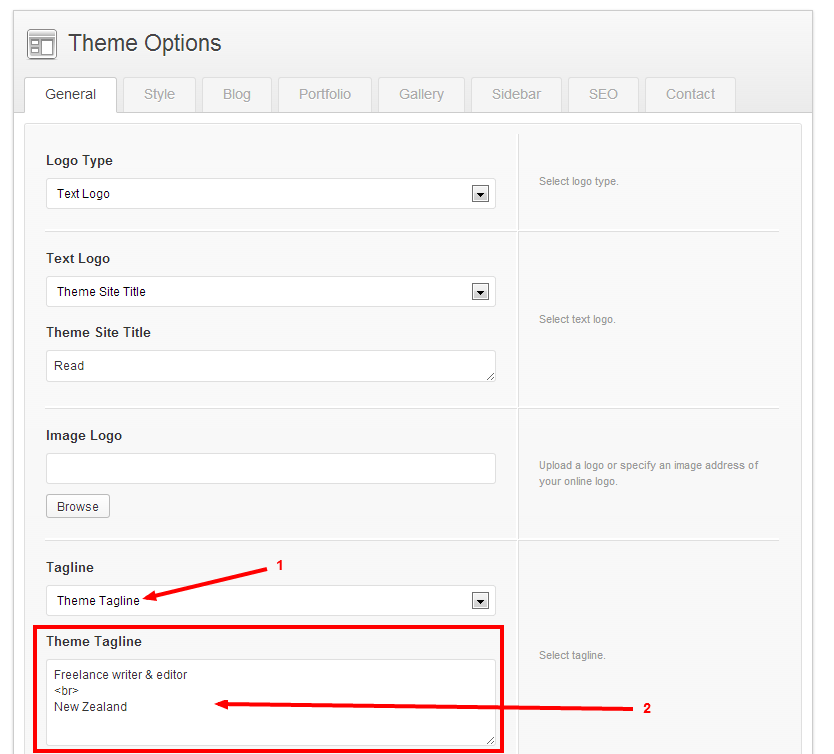 Theme Options
General Style Blog Portfolio Gallery Sidebar SEO Contact
Logo Type
Text Logo
Select logo type.
Text Logo
Theme Site Title
Select text logo.
Theme Site Title
Read
Image Logo
Upload a logo or specify an image address of
your online logo.
Browse
Tagline
1
Theme Tagline
Theme Tagline
Select tagline.
Freelance writer & editor
<br>
New Zealand
2